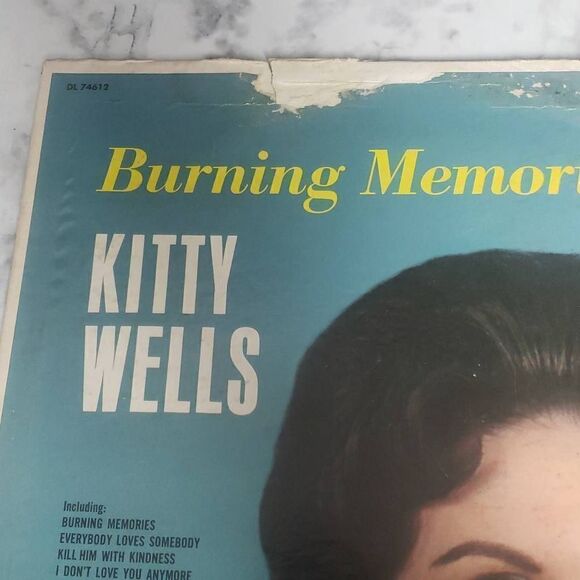 DL 74612
Burning Memori
KITTY
WELLS
Including:
BURNING MEMORIES
EVERYBODY LOVES SOMEBODY
KILL HIM WITH KINDNESS
I DON'T LOVE YOU ANYMORE